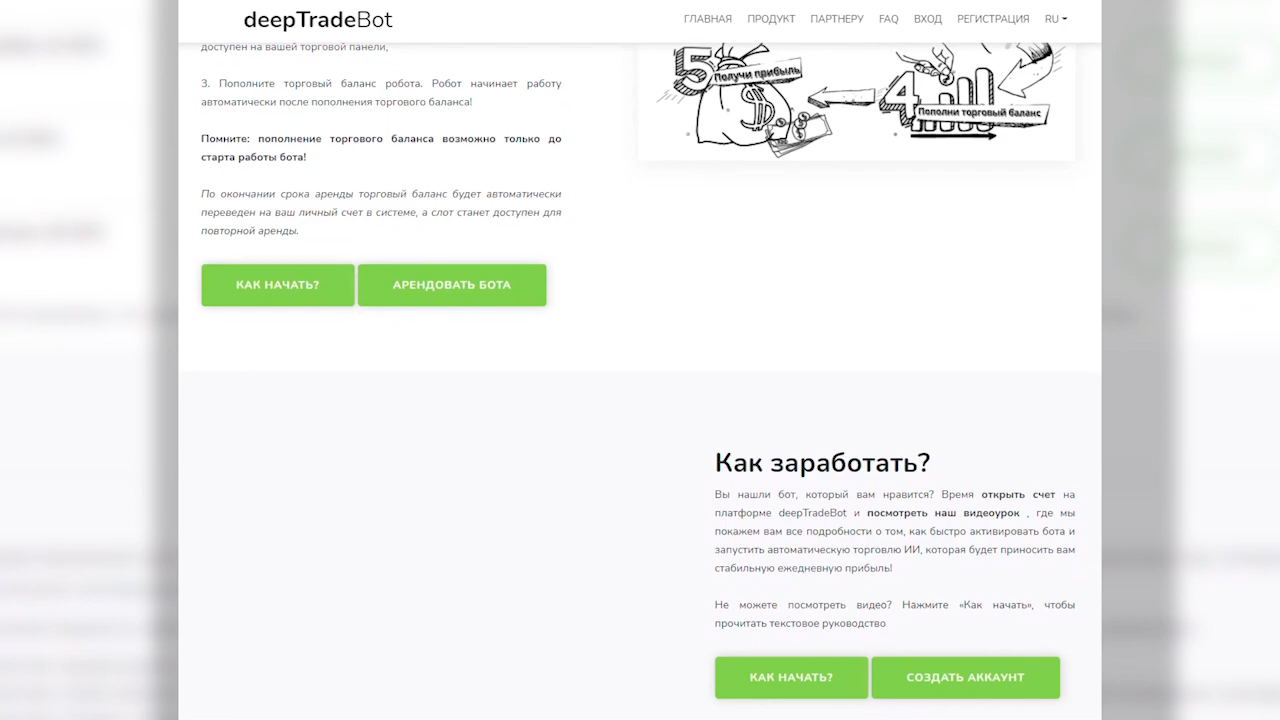 deepTradeBot
ГЛАВНАЯ ПРОДУКТ ПАРТНЕРУ FAQ ВХОД РЕГИСТРАЦИЯ RU
доступен на вашей торговой панели,
3. Пополните торговый баланс робота. Робот начинает работу
автоматически после пополнения торгового баланса!
Помните: пополнение торгового баланса возможно только до
старта работы бота!
По окончании срока аренды торговый баланс будет автоматически
переведен на ваш личный счет в системе, а слот станет доступен для
повторной аренды.
КАК НАЧАТЬ? АРЕНДОВАТЬ БОТА
5 Получи прибыль
4 Пополни торговый баланс
Как заработать?
Вы нашли бот, который вам нравится? Время открыть счет на
платформе deepTradeBot и посмотреть наш видеоурок , где мы
покажем вам все подробности о том, как быстро активировать бота и
запустить автоматическую торговлю ИИ, которая будет приносить вам
стабильную ежедневную прибыль!
Не можете посмотреть видео? Нажмите «Как начать», чтобы
прочитать текстовое руководство
КАК НАЧАТЬ? СОЗДАТЬ АККАУНТ